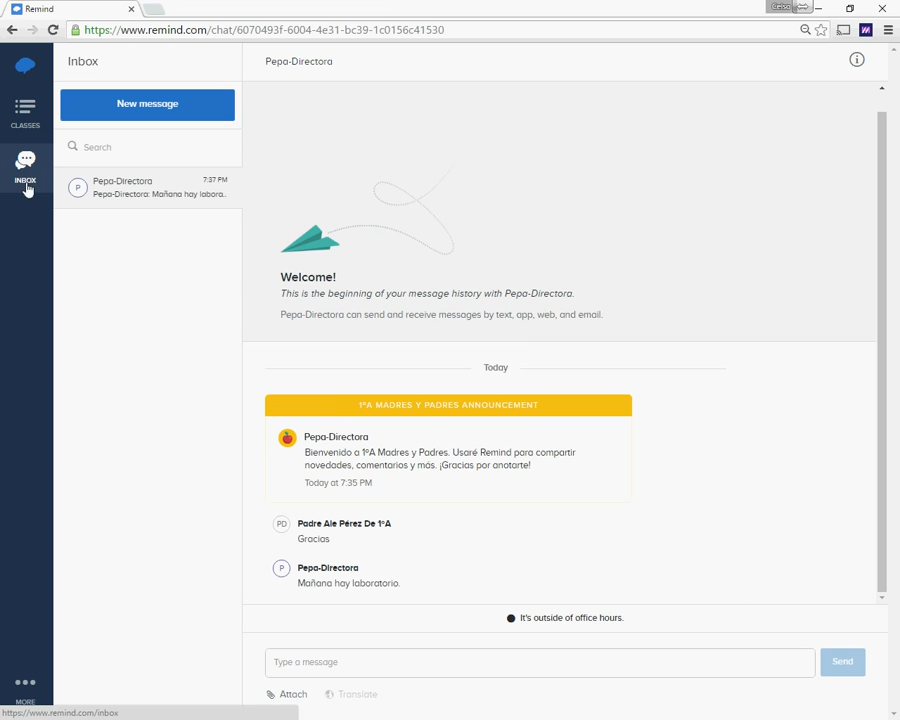 Remind
Cebo
https://www.remind.com/chat/6070493f-6004-4e31-bc39-1c0156c41530
Inbox
Pepa-Directora
New message
CLASSES
Search
INBOX
P
Pepa-Directora
7:37 PM
Pepa-Directora: Mañana hay labora..
Welcome!
This is the beginning of your message history with Pepa-Directora.
Pepa-Directora can send and receive messages by text, app, web, and email.
Today
1ºA MADRES Y PADRES ANNOUNCEMENT
Pepa-Directora
Bienvenido a 1ºA Madres y Padres. Usaré Remind para compartir
novedades, comentarios y más. ¡Gracias por anotarte!
Today at 7:35 PM
PD
Padre Ale Pérez De 1ºA
Gracias
P
Pepa-Directora
Mañana hay laboratorio.
It's outside of office hours.
Type a message
Send
Attach
Translate
MORE
https://www.remind.com/inbox